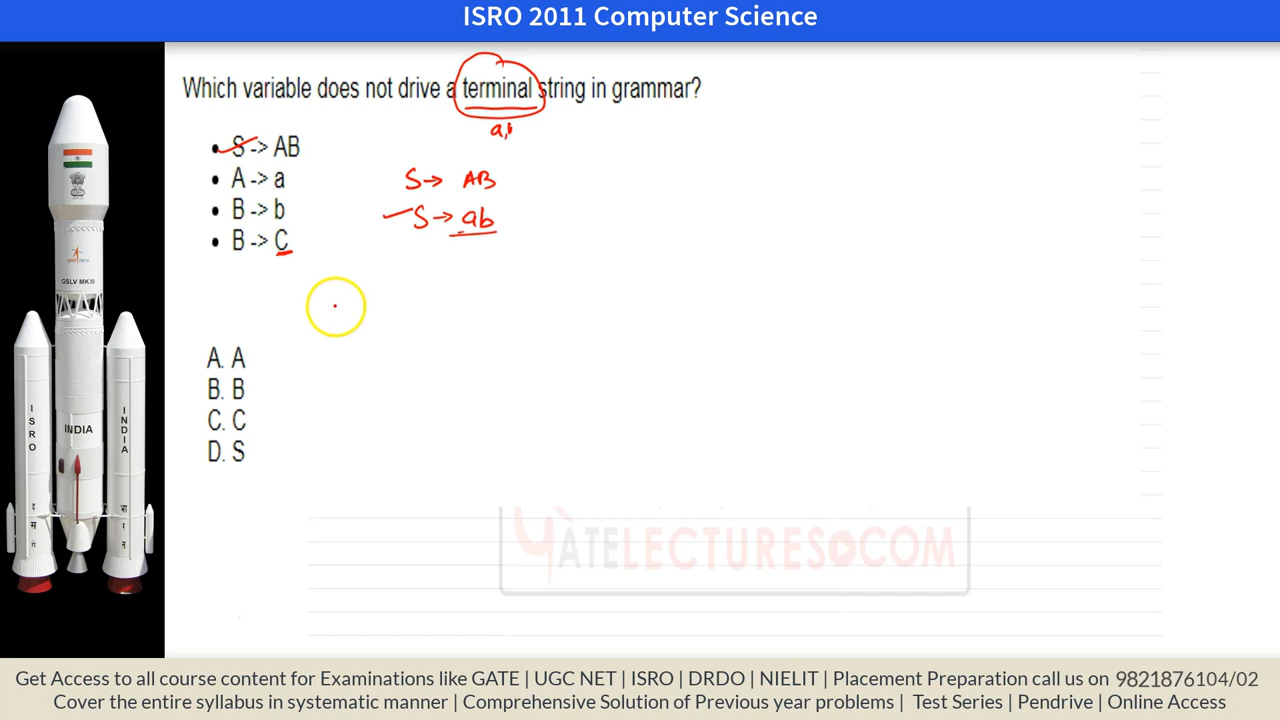 ISRO 2011 Computer Science
Which variable does not drive a terminal string in grammar?
a,b
• S -> AB
• A -> a
• B -> b
• B -> C
S → AB
S → ab
A. A
B. B
C. C
D. S
GSLV MK III
INDIA
ISRO
INDIA
YATELECTURES.COM
Get Access to all course content for Examinations like GATE | UGC NET | ISRO | DRDO | NIELIT | Placement Preparation call us on 9821876104/02
Cover the entire syllabus in systematic manner | Comprehensive Solution of Previous year problems | Test Series | Pendrive | Online Access